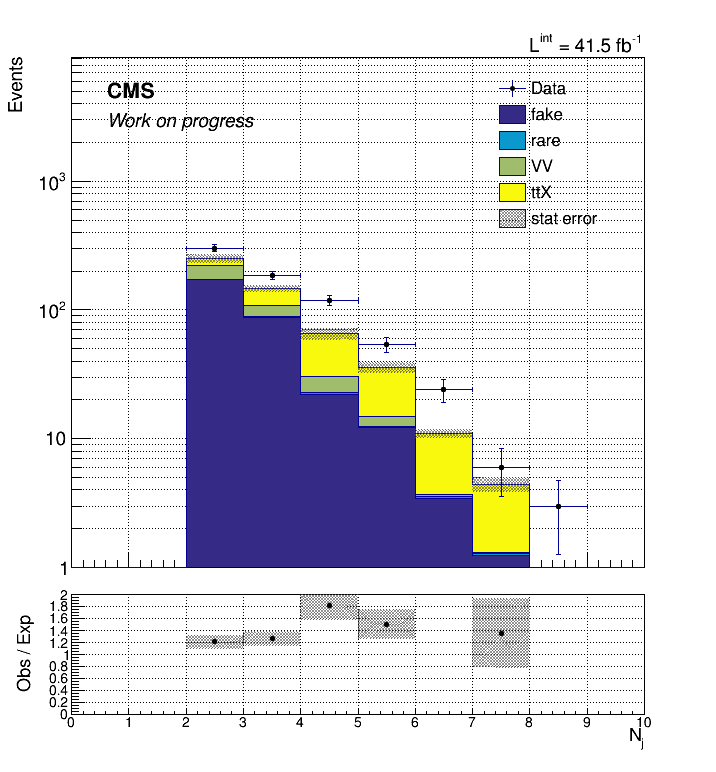 L^int = 41.5 fb^-1
Events
CMS
Work on progress
Data
fake
rare
VV
ttX
stat error
10^3
10^2
10
1
Obs / Exp
2
1.8
1.6
1.4
1.2
1
0.8
0.6
0.4
0.2
0
0 1 2 3 4 5 6 7 8 9 10
N_j